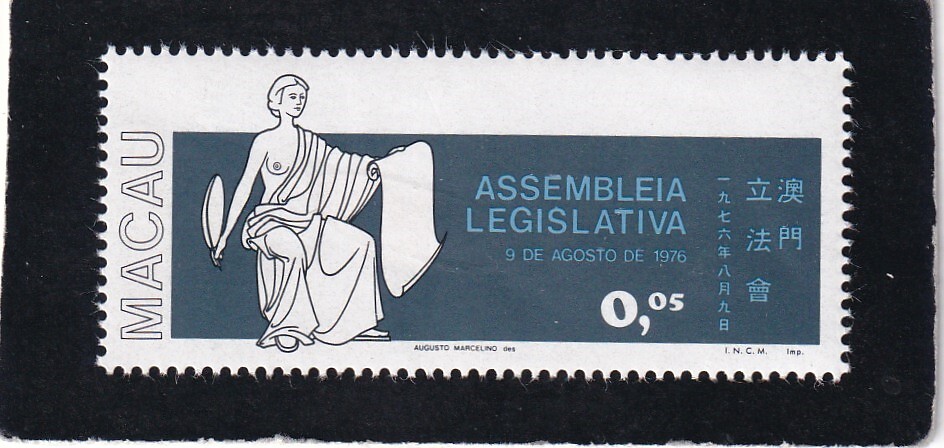 MACAU
ASSEMBLEIA
LEGISLATIVA
9 DE AGOSTO DE 1976
0,05
澳門
立法會
一九七六年八月九日
AUGUSTO MARCELINO des
I. N. C. M. Imp.